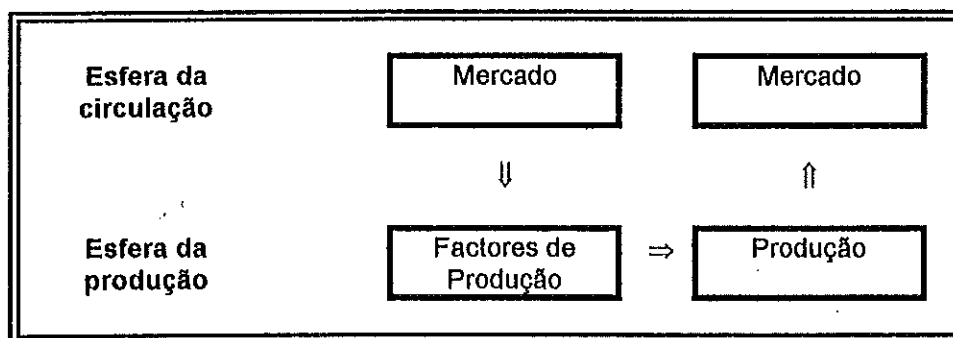 Esfera da
circulação
Mercado
Mercado
⇓
⇑
Esfera da
produção
Factores de
Produção
⇒
Produção